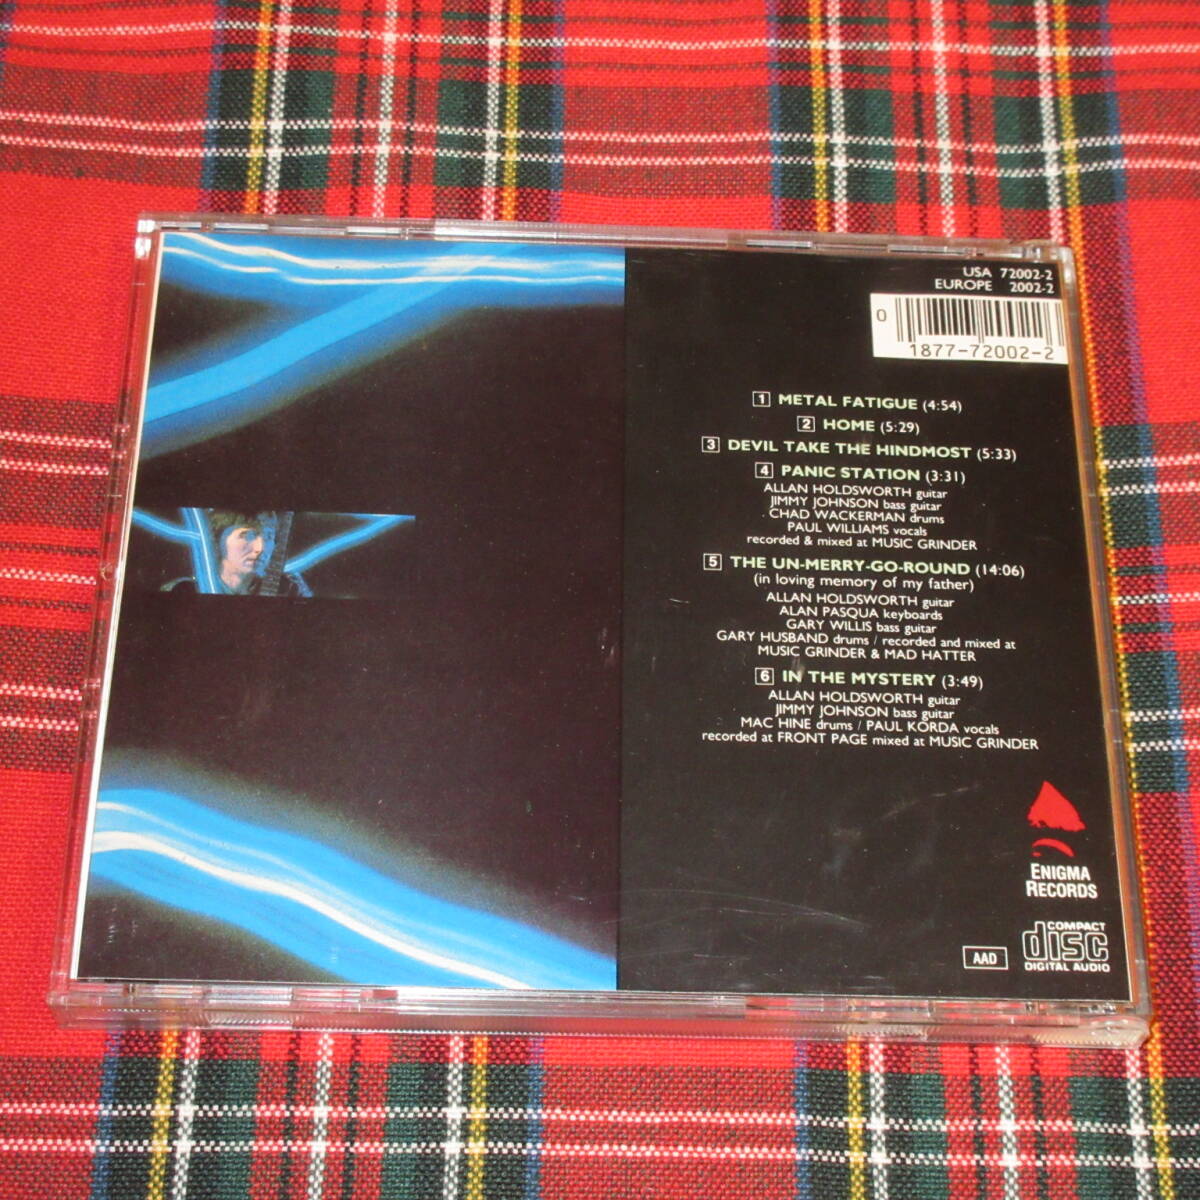 USA 72002-2
EUROPE 2002-2
0
1877-72002-2
1 METAL FATIGUE (4:54)
2 HOME (5:29)
3 DEVIL TAKE THE HINDMOST (5:33)
4 PANIC STATION (3:31)
ALLAN HOLDSWORTH guitar
JIMMY JOHNSON bass guitar
CHAD WACKERMAN drums
PAUL WILLIAMS vocals
recorded & mixed at MUSIC GRINDER
5 THE UN-MERRY-GO-ROUND (14:06)
(in loving memory of my father)
ALLAN HOLDSWORTH guitar
ALAN PASQUA keyboards
GARY WILLIS bass guitar
GARY HUSBAND drums / recorded and mixed at
MUSIC GRINDER & MAD HATTER
6 IN THE MYSTERY (3:49)
ALLAN HOLDSWORTH guitar
JIMMY JOHNSON bass guitar
MAC HINE drums / PAUL KORDA vocals
recorded at FRONT PAGE mixed at MUSIC GRINDER
ENIGMA
RECORDS
AAD
COMPACT
disc
DIGITAL AUDIO